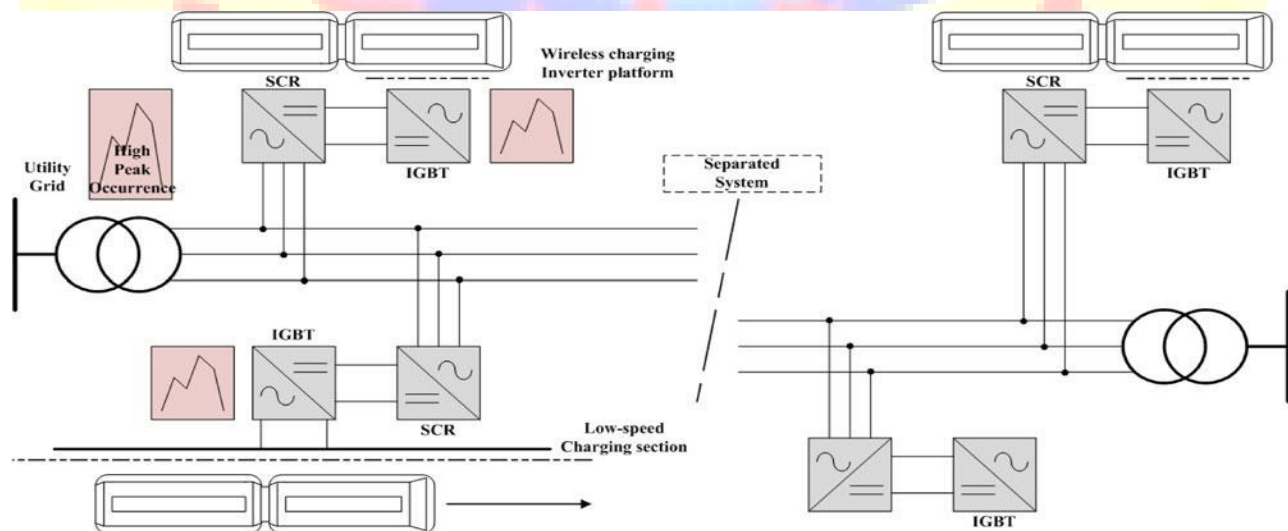 Wireless charging
Inverter platform
SCR
SCR
High
Peak
Occurrence
Utility
Grid
IGBT
IGBT
Separated
System
IGBT
SCR
Low-speed
Charging section
IGBT